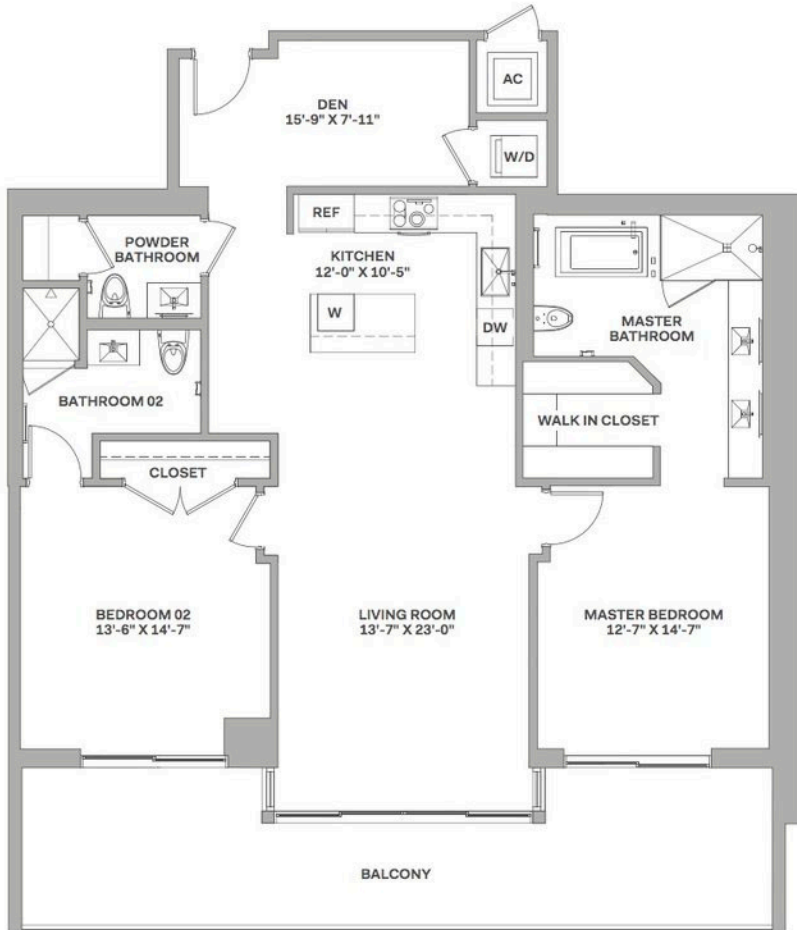 AC
DEN
15'-9" X 7'-11"
W/D
REF
POWDER
BATHROOM
KITCHEN
12'-0" X 10'-5"
W
DW
MASTER
BATHROOM
BATHROOM 02
WALK IN CLOSET
CLOSET
BEDROOM 02
13'-6" X 14'-7"
LIVING ROOM
13'-7" X 23'-0"
MASTER BEDROOM
12'-7" X 14'-7"
BALCONY